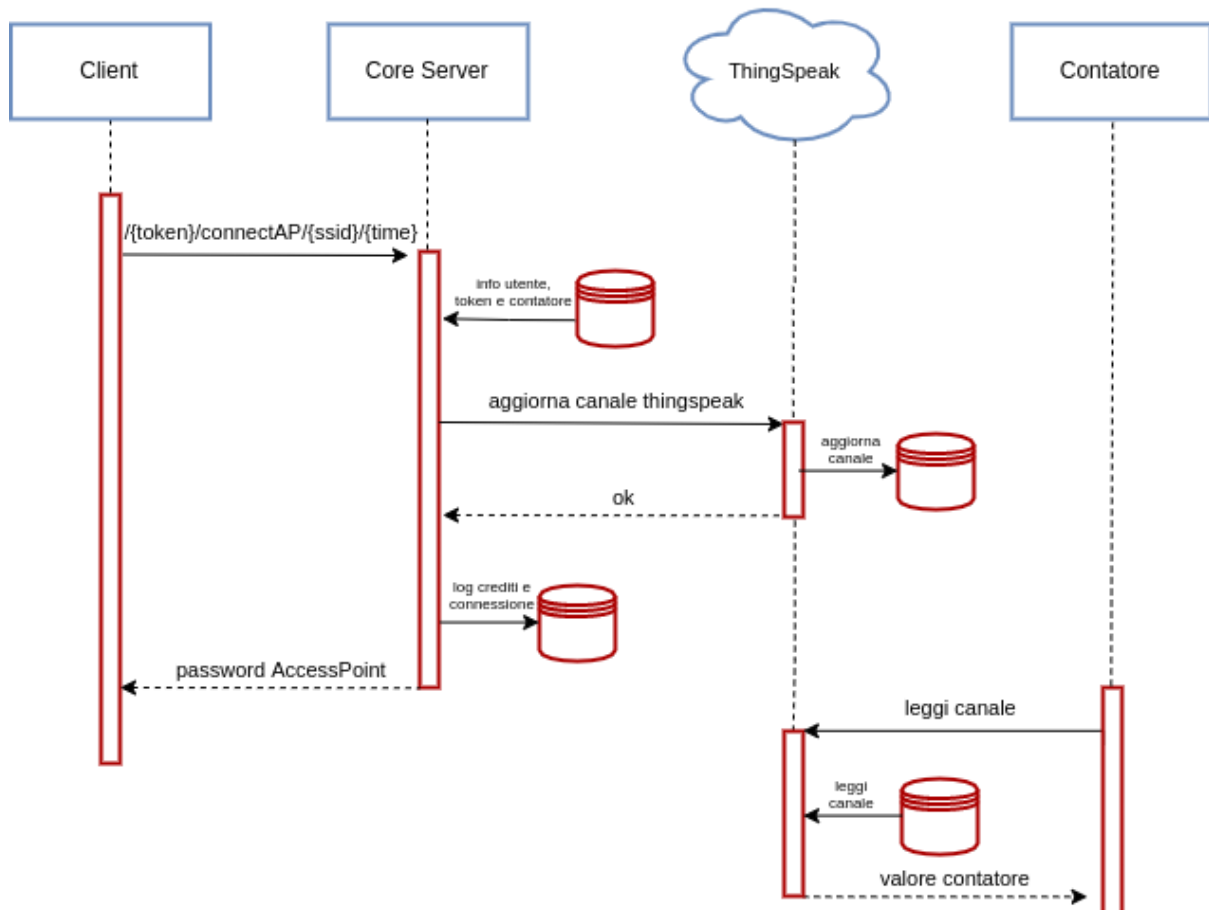 Client
Core Server
ThingSpeak
Contatore
/{token}/connectAP/{ssid}/{time}
info utente,
token e contatore
aggiorna canale thingspeak
aggiorna
canale
ok
log crediti e
connessione
password AccessPoint
leggi canale
leggi
canale
valore contatore